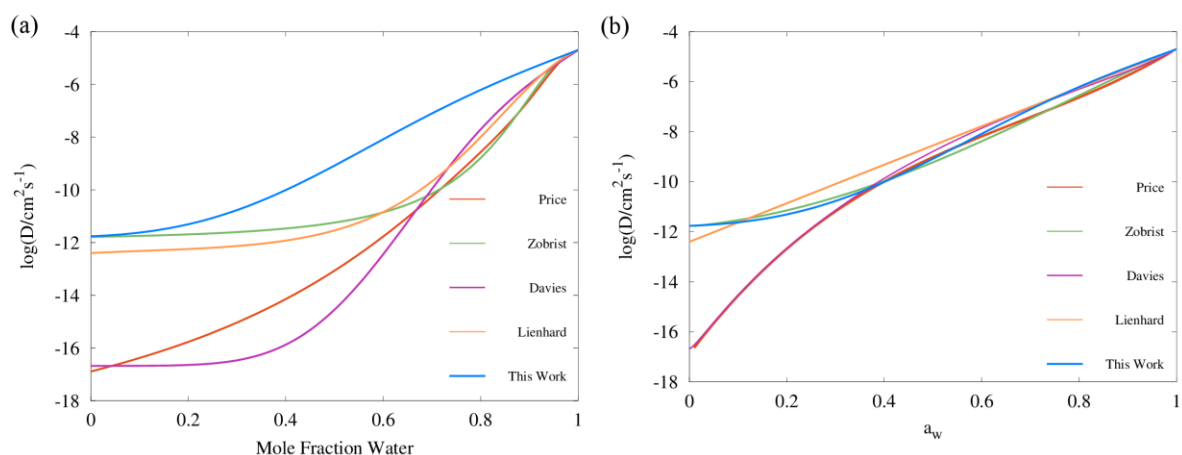 (a)
-4
-6
-8
-10
-12
-14
-16
-18
log(D/cm²s⁻¹)
0
0.2
0.4
0.6
0.8
1
Mole Fraction Water
Price
Zobrist
Davies
Lienhard
This Work
(b)
-4
-6
-8
-10
-12
-14
-16
-18
log(D/cm²s⁻¹)
0
0.2
0.4
0.6
0.8
1
a_w
Price
Zobrist
Davies
Lienhard
This Work